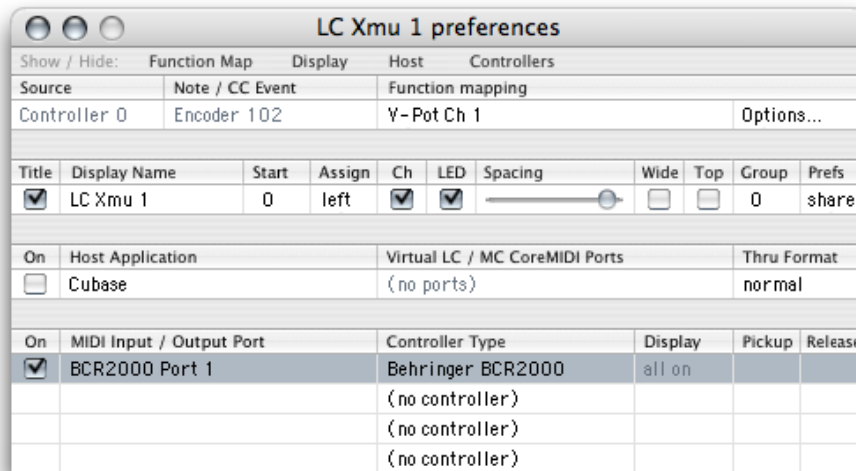 LC Xmu 1 preferences
Show / Hide: Function Map Display Host Controllers
Source Note / CC Event Function mapping
Controller 0 Encoder 102 V-Pot Ch 1 Options...
Title Display Name Start Assign Ch LED Spacing Wide Top Group Prefs
LC Xmu 1 0 left 0 share
On Host Application Virtual LC / MC CoreMIDI Ports Thru Format
Cubase (no ports) normal
On MIDI Input / Output Port Controller Type Display Pickup Release
BCR2000 Port 1 Behringer BCR2000 all on
(no controller)
(no controller)
(no controller)